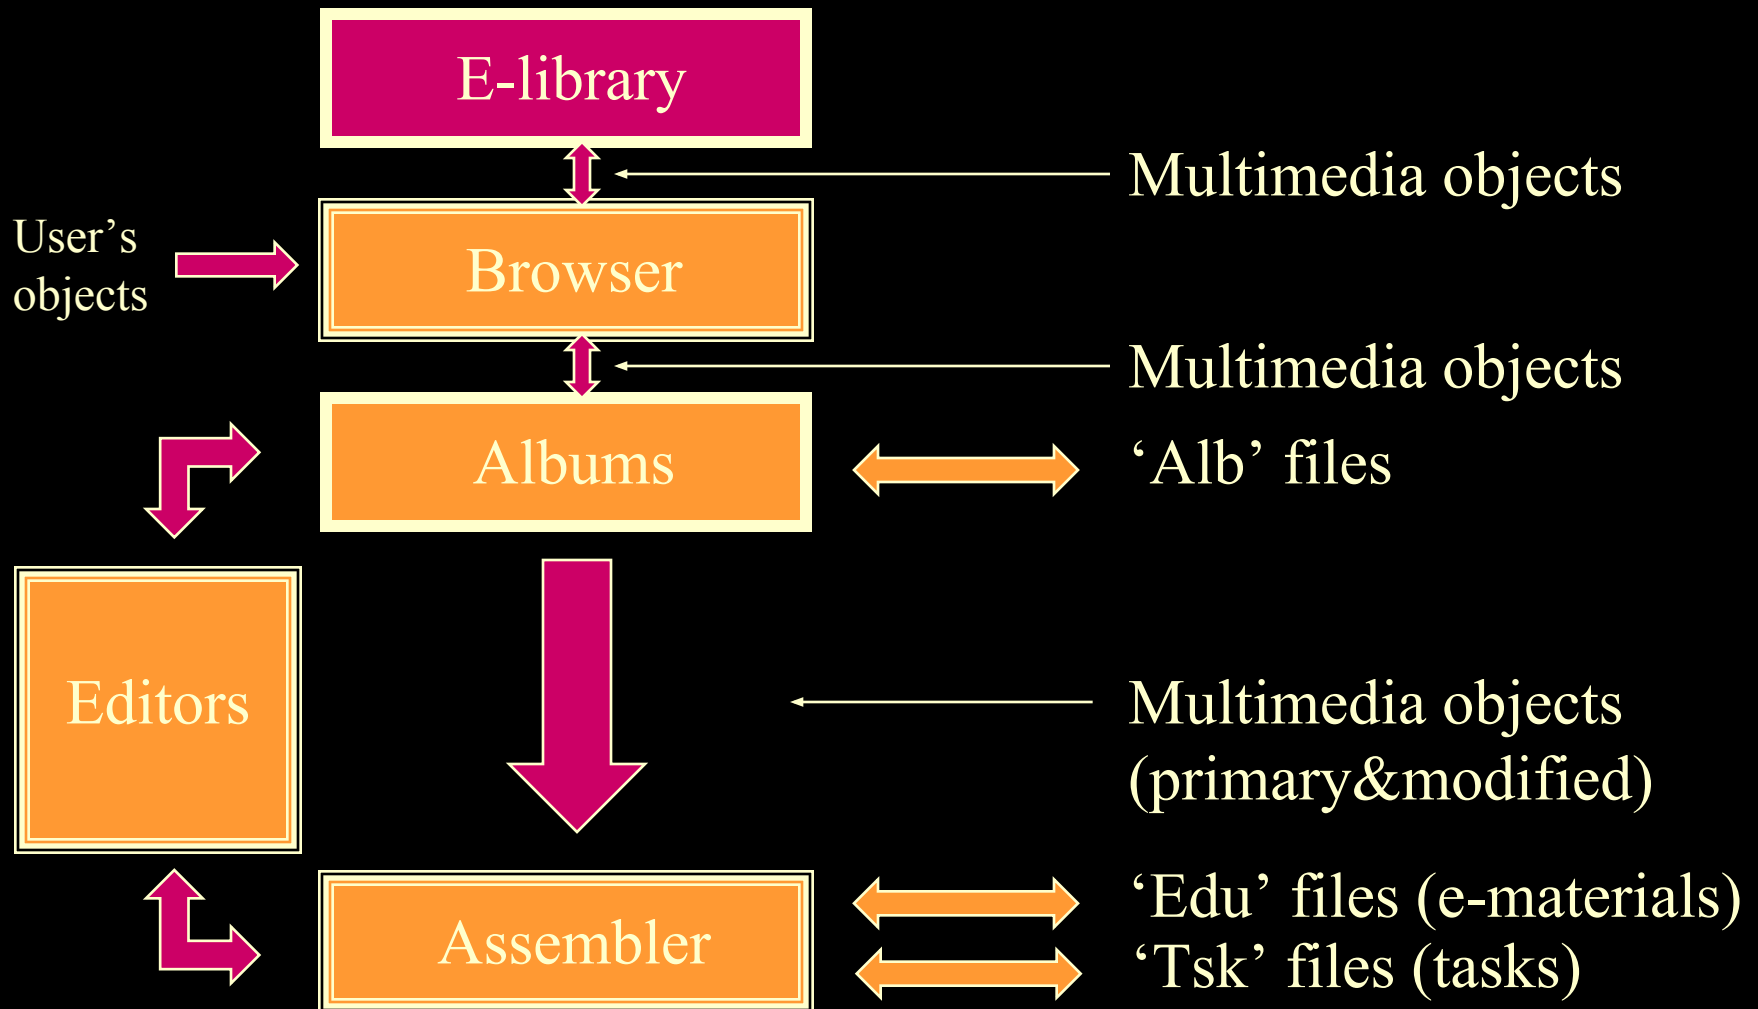 E-library
Multimedia objects
User’s
objects
Browser
Multimedia objects
Albums
‘Alb’ files
Editors
Multimedia objects
(primary&modified)
Assembler
‘Edu’ files (e-materials)
‘Tsk’ files (tasks)